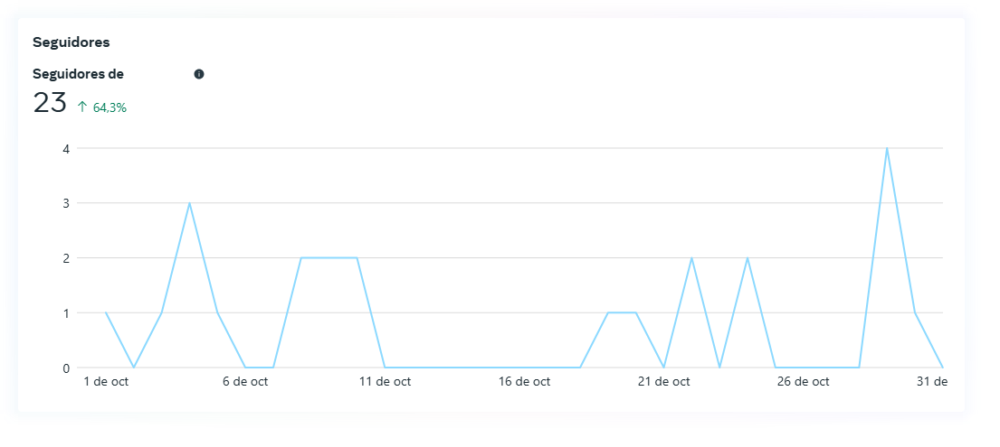 Seguidores
Seguidores de
23 ↑ 64,3%
4
3
2
1
0
1 de oct 6 de oct 11 de oct 16 de oct 21 de oct 26 de oct 31 de